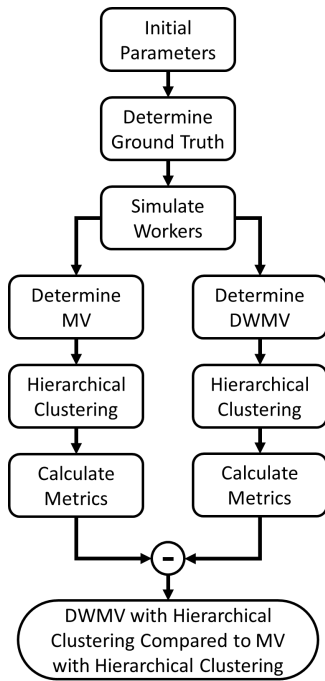 Initial
Parameters
Determine
Ground Truth
Simulate
Workers
Determine
MV
Determine
DWMV
Hierarchical
Clustering
Hierarchical
Clustering
Calculate
Metrics
Calculate
Metrics
-
DWMV with Hierarchical
Clustering Compared to MV
with Hierarchical Clustering